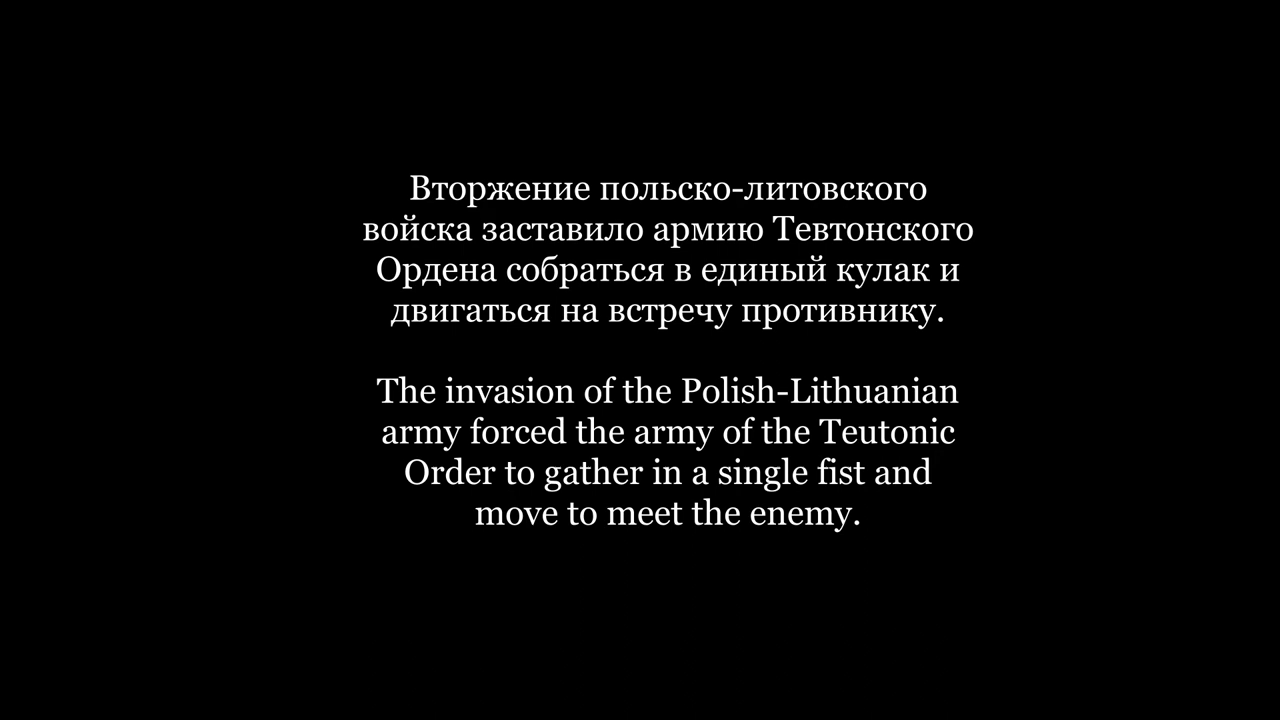 Вторжение польско-литовского
войска заставило армию Тевтонского
Ордена собраться в единый кулак и
двигаться на встречу противнику.
The invasion of the Polish-Lithuanian
army forced the army of the Teutonic
Order to gather in a single fist and
move to meet the enemy.